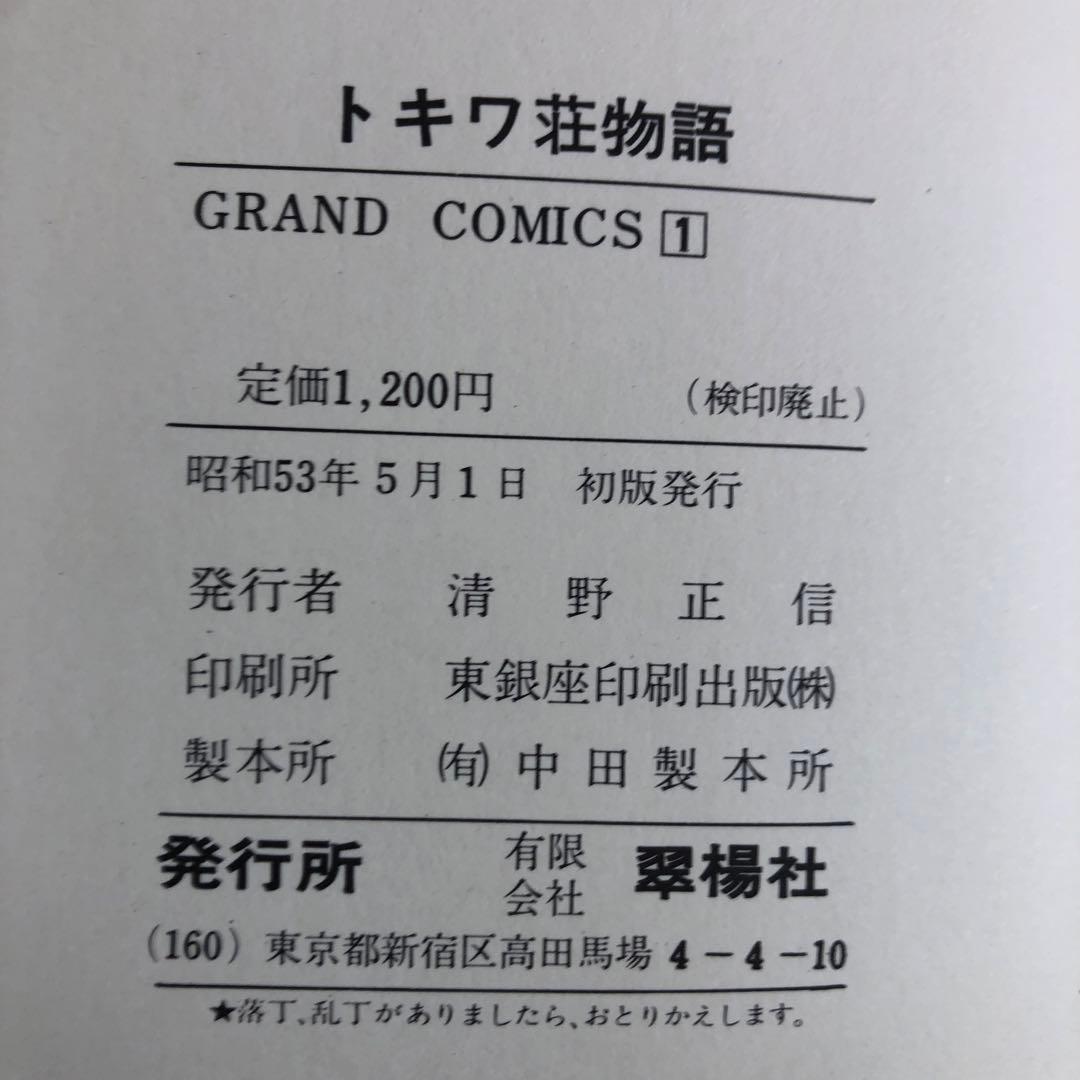 トキワ荘物語
GRAND COMICS 1
定価1,200円 (検印廃止)
昭和53年5月1日 初版発行
発行者 清野正信
印刷所 東銀座印刷出版㈱
製本所 ㈲中田製本所
発行所 有限会社 翠楊社
(160) 東京都新宿区高田馬場4-4-10
★落丁、乱丁がありましたら、おとりかえします。